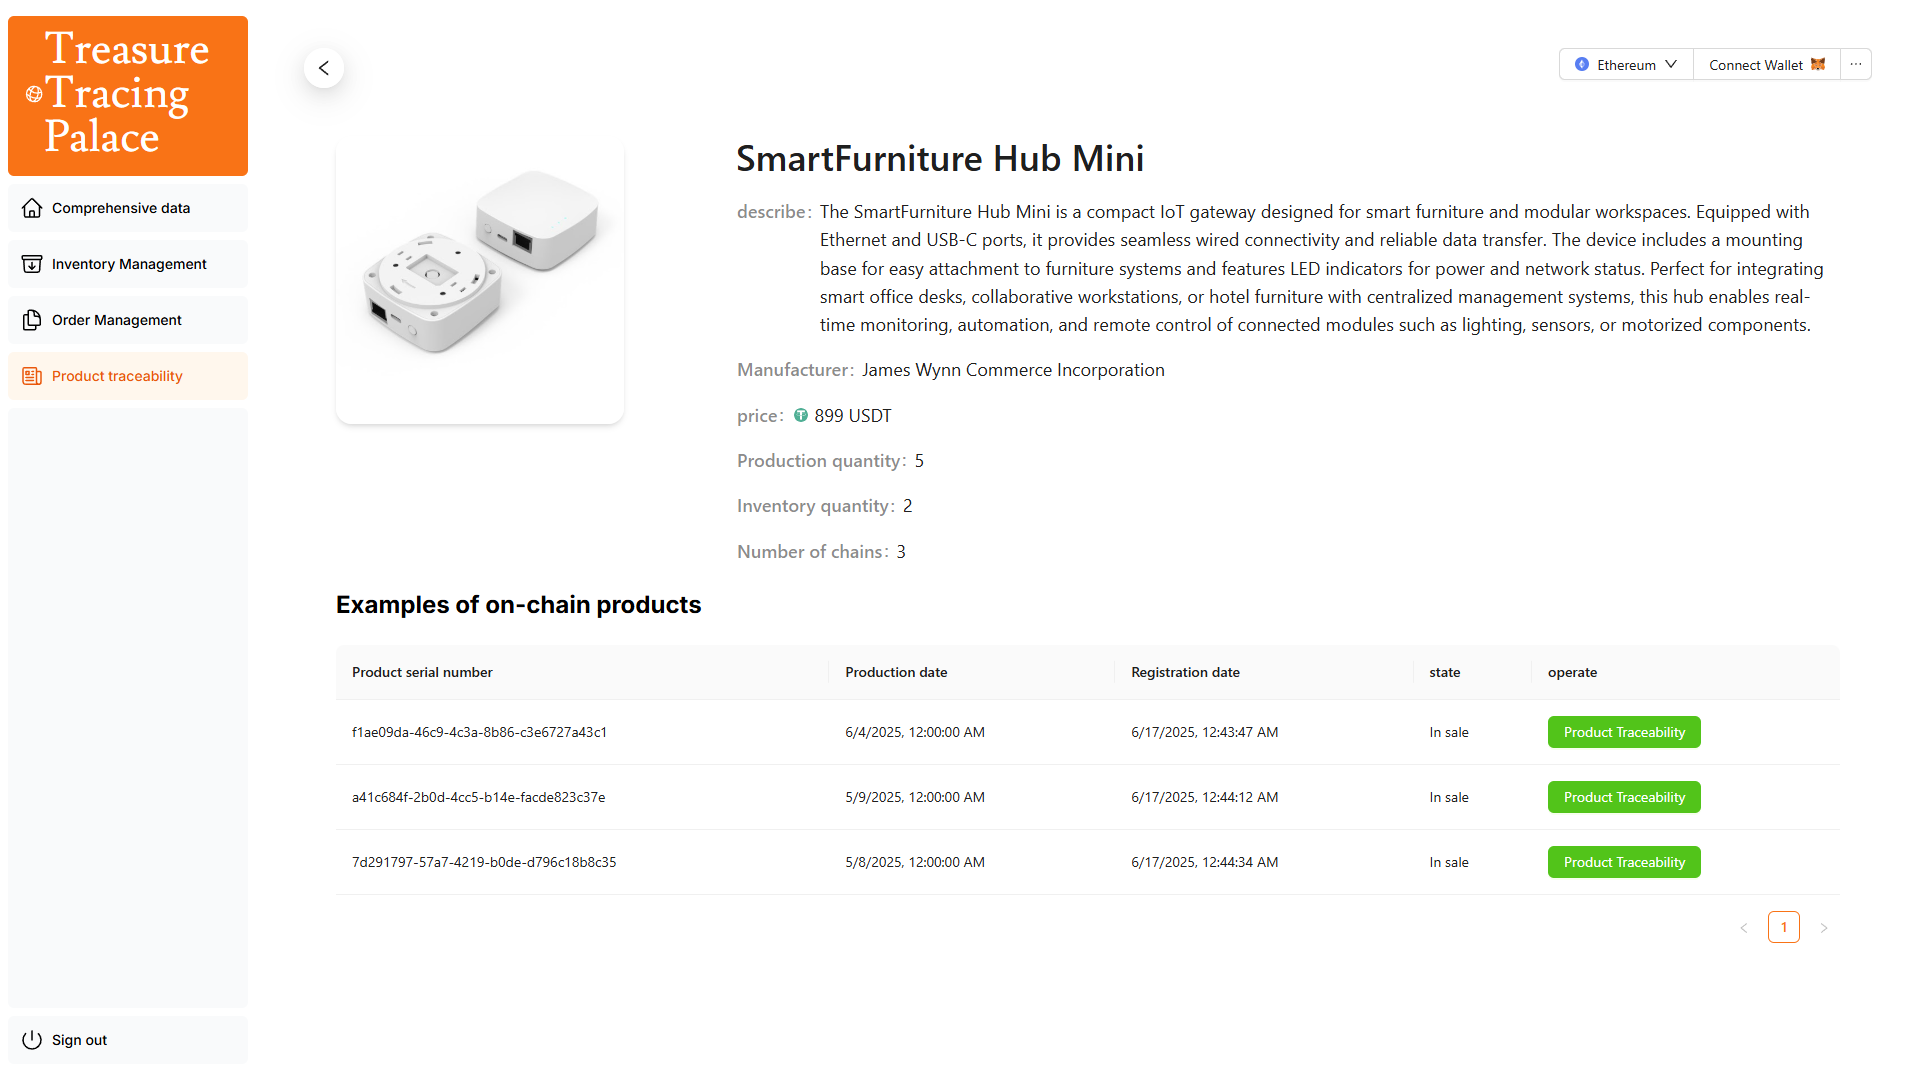 Treasure
Tracing
Palace
Comprehensive data
Inventory Management
Order Management
Product traceability
Sign out
Ethereum
Connect Wallet
···
SmartFurniture Hub Mini
describe: The SmartFurniture Hub Mini is a compact IoT gateway designed for smart furniture and modular workspaces. Equipped with
Ethernet and USB-C ports, it provides seamless wired connectivity and reliable data transfer. The device includes a mounting
base for easy attachment to furniture systems and features LED indicators for power and network status. Perfect for integrating
smart office desks, collaborative workstations, or hotel furniture with centralized management systems, this hub enables real-
time monitoring, automation, and remote control of connected modules such as lighting, sensors, or motorized components.
Manufacturer: James Wynn Commerce Incorporation
price: 899 USDT
Production quantity: 5
Inventory quantity: 2
Number of chains: 3
Examples of on-chain products
Product serial number Production date Registration date state operate
f1ae09da-46c9-4c3a-8b86-c3e6727a43c1 6/4/2025, 12:00:00 AM 6/17/2025, 12:43:47 AM In sale Product Traceability
a41c684f-2b0d-4cc5-b14e-facde823c37e 5/9/2025, 12:00:00 AM 6/17/2025, 12:44:12 AM In sale Product Traceability
7d291797-57a7-4219-b0de-d796c18b8c35 5/8/2025, 12:00:00 AM 6/17/2025, 12:44:34 AM In sale Product Traceability
1